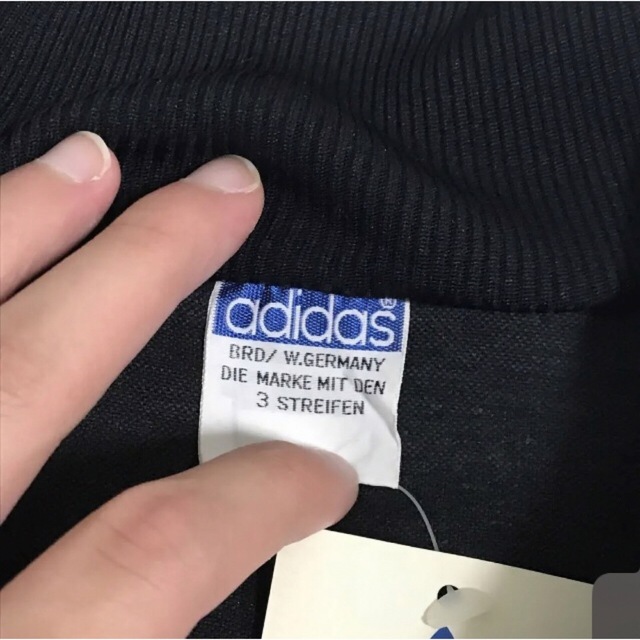 adidas
BRD/ W.GERMANY
DIE MARKE MIT DEN
3 STREIFEN